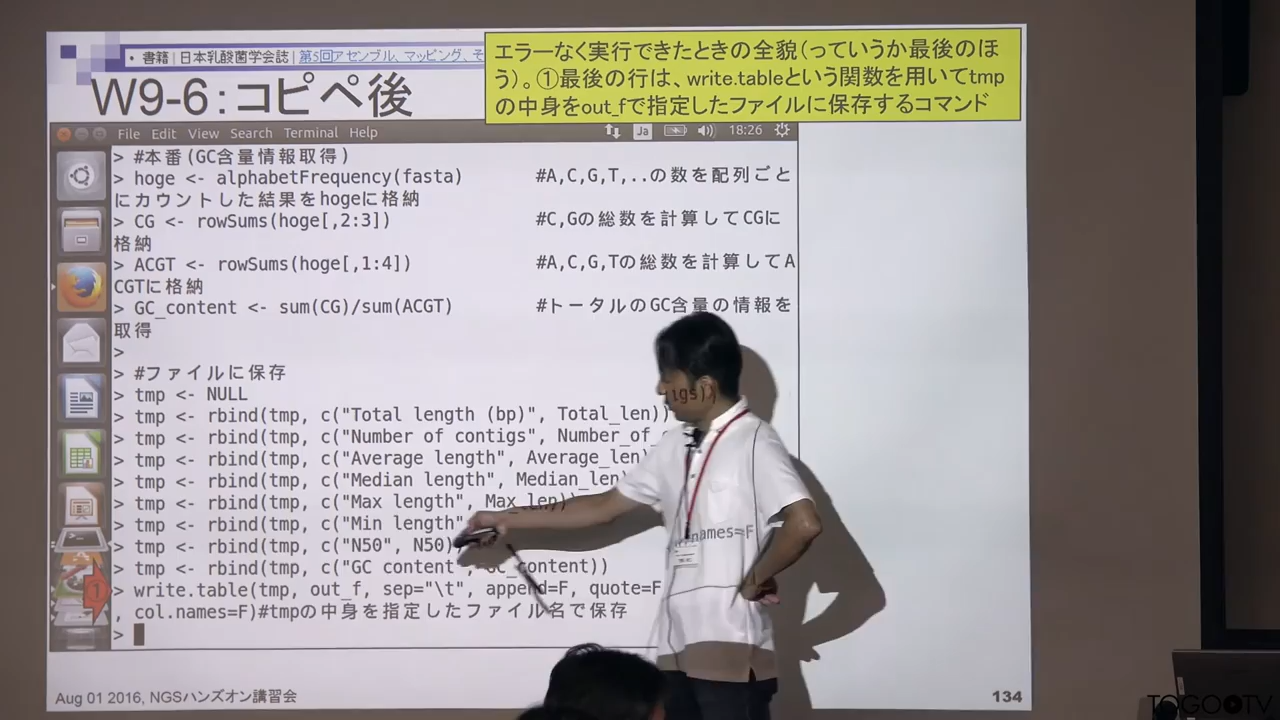 ・書籍 | 日本乳酸菌学会誌 | 第5回アセンブル、マッピング、そ
W9-6：コピペ後
エラーなく実行できたときの全貌(っていうか最後のほ
う)。①最後の行は、write.tableという関数を用いてtmp
の中身をout_fで指定したファイルに保存するコマンド
File Edit View Search Terminal Help
Ja
18:26
> #本番(GC含量情報取得)
> hoge <- alphabetFrequency(fasta) #A,C,G,T,..の数を配列ごと
にカウントした結果をhogeに格納
> CG <- rowSums(hoge[,2:3]) #C,Gの総数を計算してCGに
格納
> ACGT <- rowSums(hoge[,1:4]) #A,C,G,Tの総数を計算してA
CGTに格納
> GC_content <- sum(CG)/sum(ACGT) #トータルのGC含量の情報を
取得
>
> #ファイルに保存
> tmp <- NULL
> tmp <- rbind(tmp, c("Total length (bp)", Total_len))
> tmp <- rbind(tmp, c("Number of contigs", Number_of_ igs))
> tmp <- rbind(tmp, c("Average length", Average_len)
> tmp <- rbind(tmp, c("Median length", Median_len)
> tmp <- rbind(tmp, c("Max length", Max_len))
> tmp <- rbind(tmp, c("Min length"
> tmp <- rbind(tmp, c("N50", N50)
> tmp <- rbind(tmp, c("GC content", GC_content))
> write.table(tmp, out_f, sep="\t", append=F, quote=F
, col.names=F)#tmpの中身を指定したファイル名で保存
names=F
①
>
Aug 01 2016, NGSハンズオン講習会
134
TOGOTV